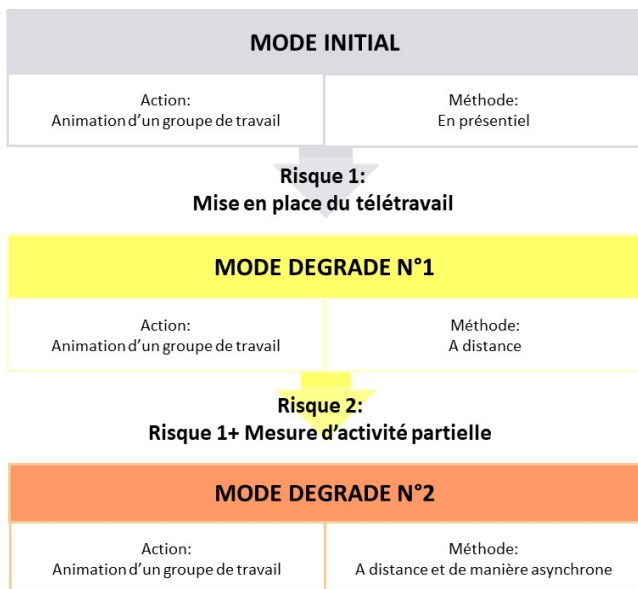 MODE INITIAL
Action:
Animation d'un groupe de travail
Méthode:
En présentiel
Risque 1:
Mise en place du télétravail
MODE DEGRADE N°1
Action:
Animation d'un groupe de travail
Méthode:
A distance
Risque 2:
Risque 1+ Mesure d'activité partielle
MODE DEGRADE N°2
Action:
Animation d'un groupe de travail
Méthode:
A distance et de manière asynchrone